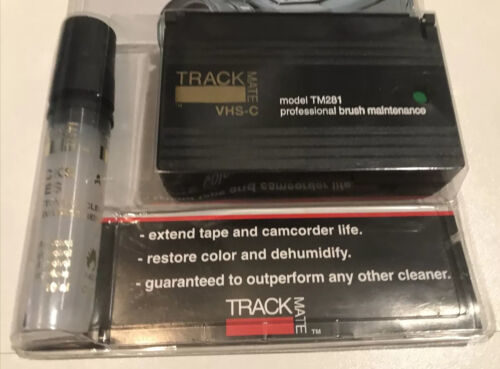 TRACK MATE
VHS-C
model TM281
professional brush maintenance
- extend tape and camcorder life.
- restore color and dehumidify.
- guaranteed to outperform any other cleaner.
TRACK MATE TM